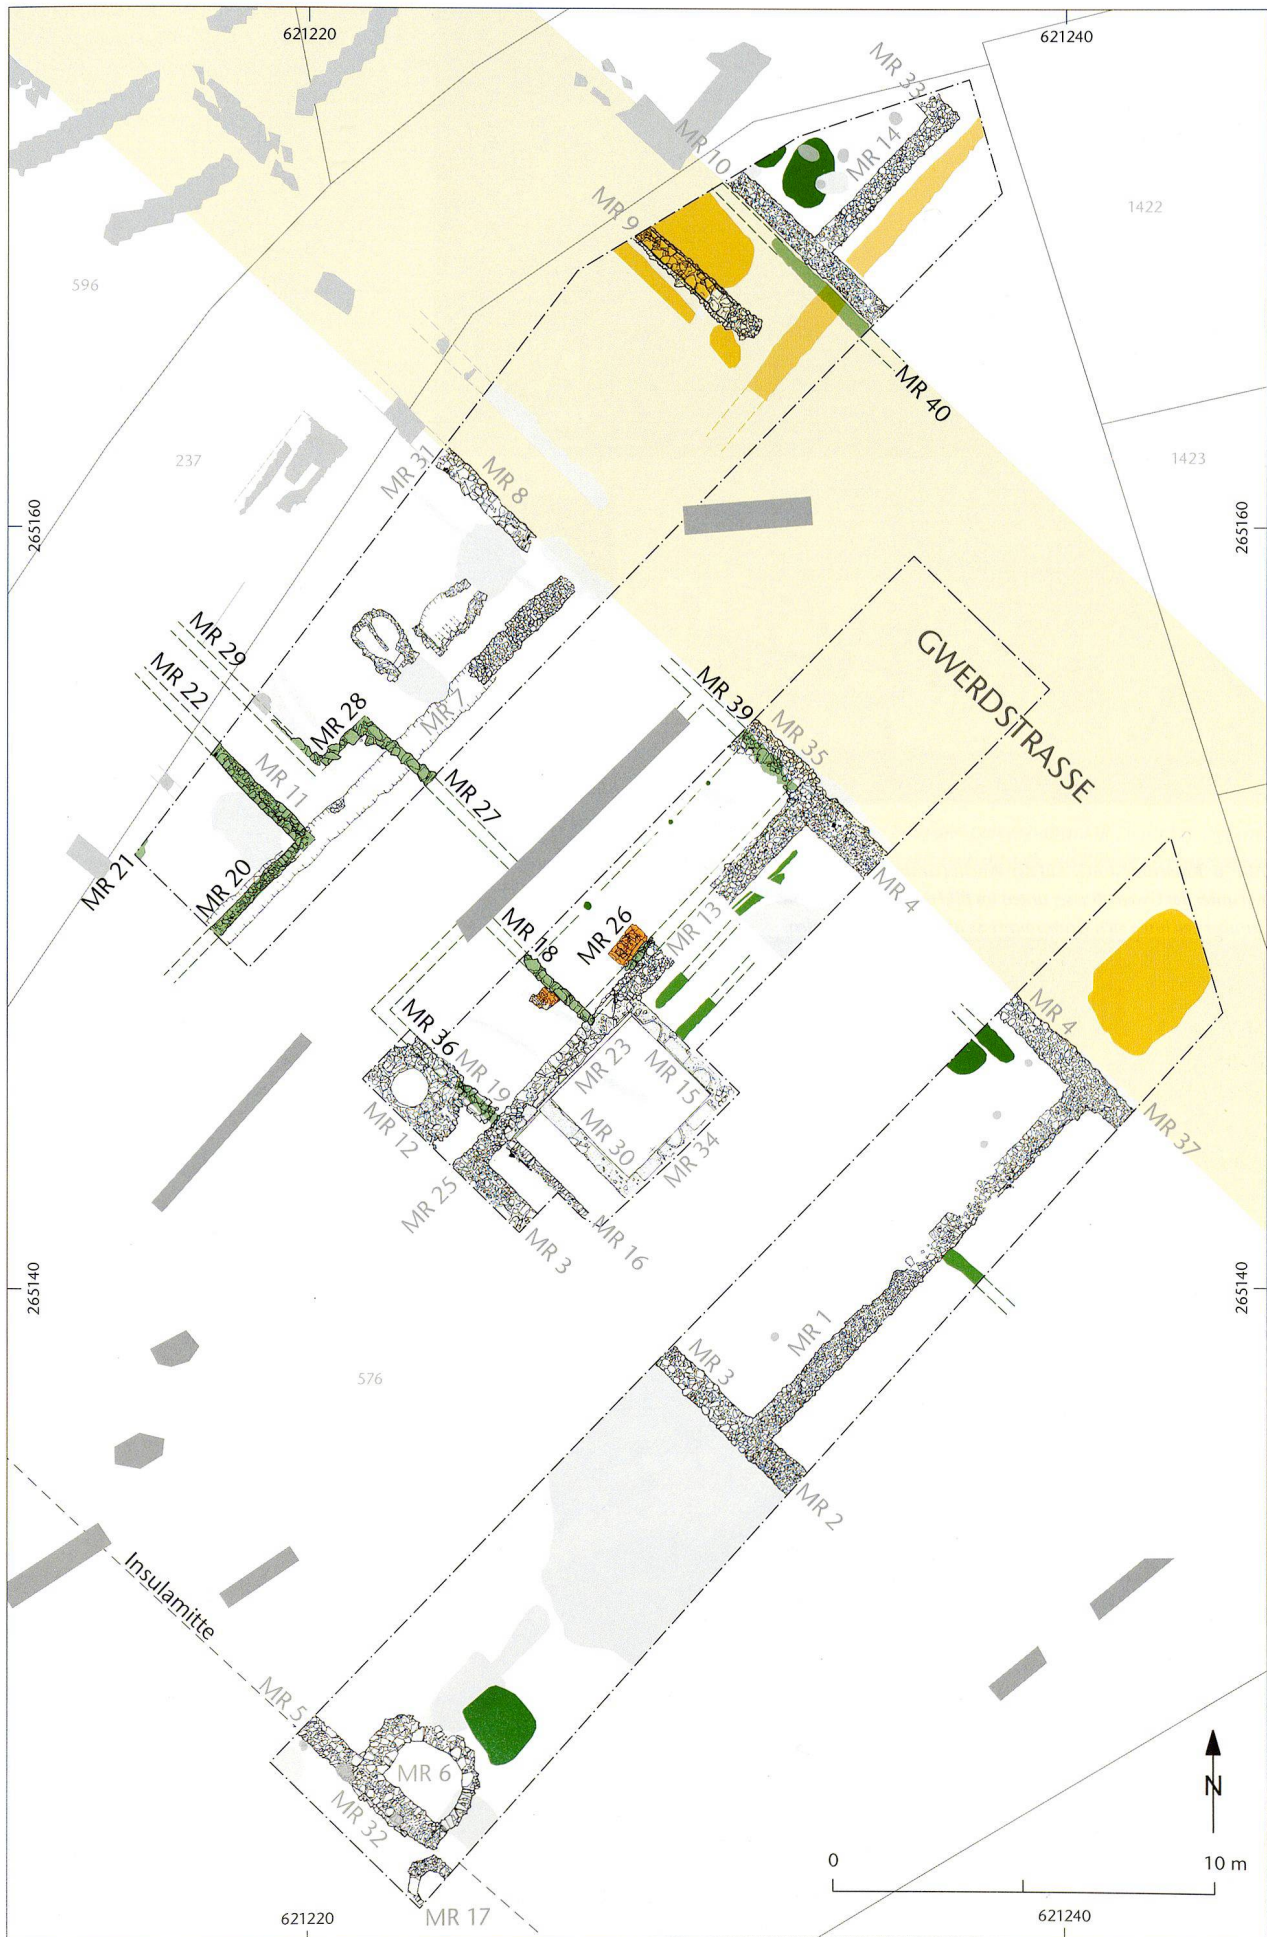 621220
621240
MR 33
MR 10
MR 14
1422
MR 9
596
MR 40
237
MR 31
MR 8
1423
265160
265160
GWERDSTRASSE
MR 29
MR 22
MR 28
MR 7
MR 39
MR 35
MR 11
MR 27
MR 21
MR 20
MR 4
MR 18
MR 26
MR 13
MR 36
MR 19
MR 23
MR 15
MR 4
MR 12
MR 30
MR 34
MR 37
MR 25
MR 3
MR 16
265140
265140
MR 1
MR 3
576
MR 2
Insulamitte
MR 5
MR 6
MR 32
N
0
10 m
MR 17
621220
621240